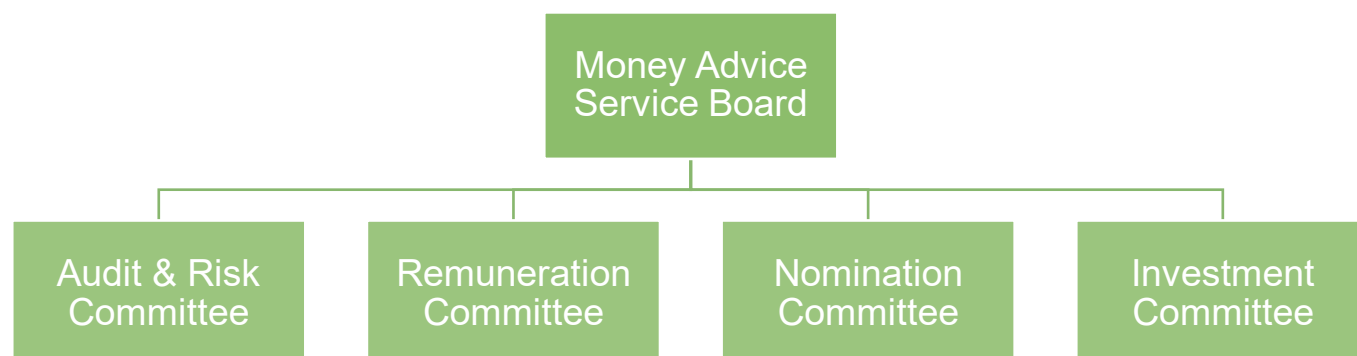 Money Advice
Service Board
Audit & Risk
Committee
Remuneration
Committee
Nomination
Committee
Investment
Committee